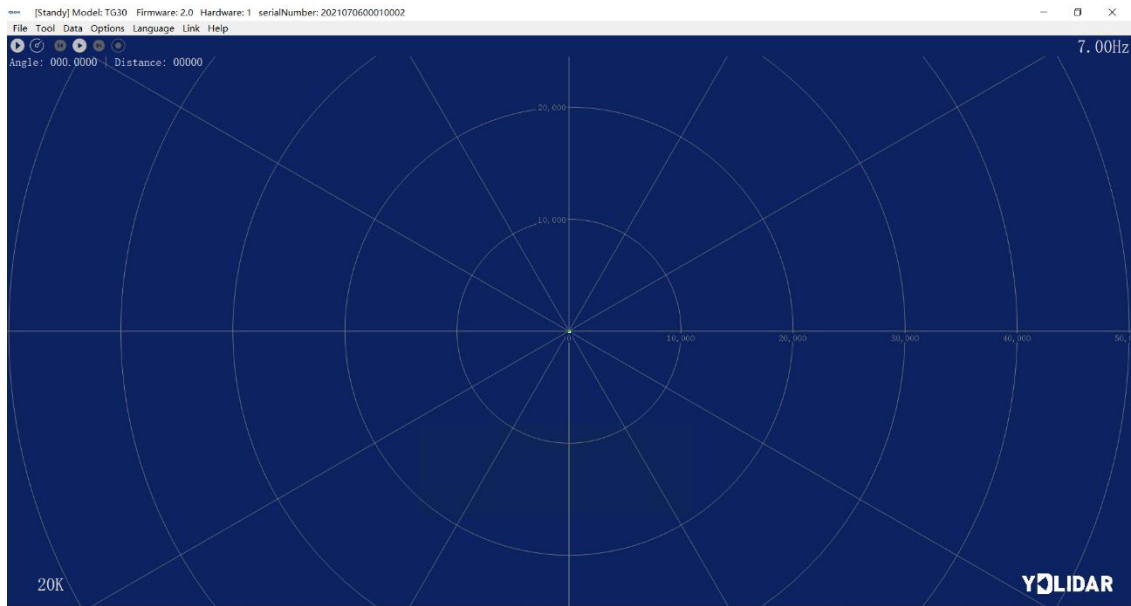 [Standy] Model: TG30 Firmware: 2.0 Hardware: 1 serialNumber: 2021070600010002
File Tool Data Options Language Link Help
7.00Hz
Angle: 000.0000 | Distance: 00000
20,000
10,000
0 10,000 20,000 30,000 40,000 50,
20K
YDLIDAR